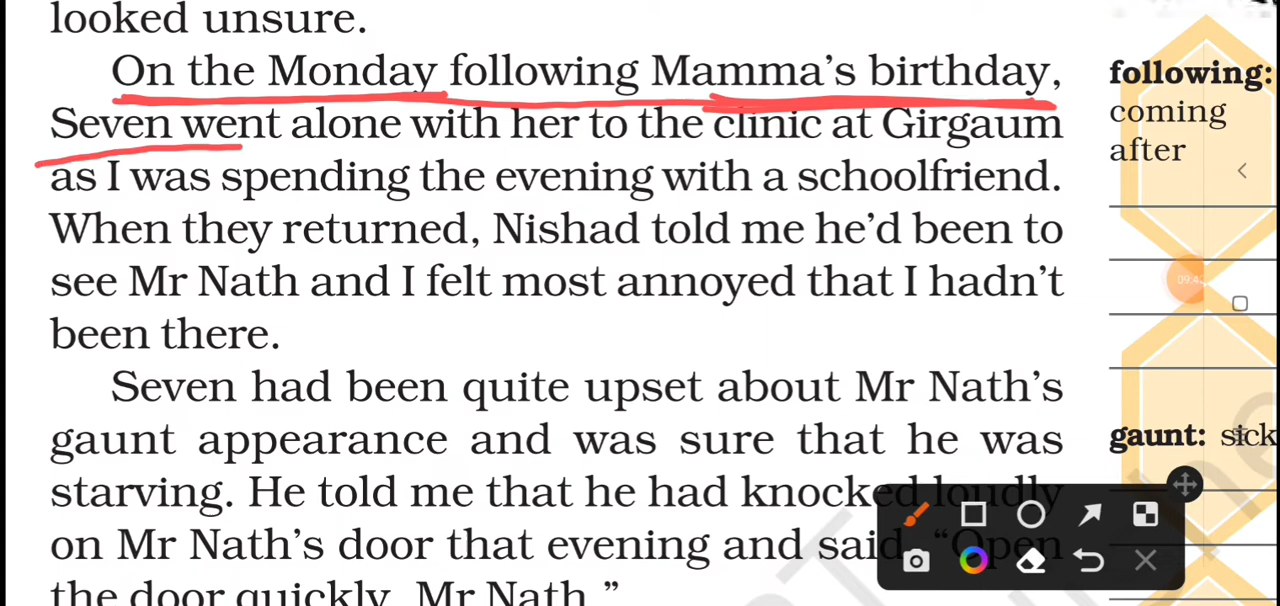 looked unsure.
On the Monday following Mamma’s birthday,
Seven went alone with her to the clinic at Girgaum
as I was spending the evening with a schoolfriend.
When they returned, Nishad told me he’d been to
see Mr Nath and I felt most annoyed that I hadn’t
been there.
Seven had been quite upset about Mr Nath’s
gaunt appearance and was sure that he was
starving. He told me that he had knocked loudly
on Mr Nath’s door that evening and said, “Open
the door quickly, Mr Nath.”
following:
coming
after
gaunt: sick